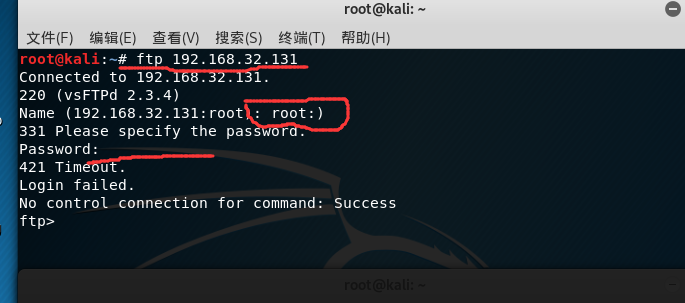 root@kali: ~
文件(F) 编辑(E) 查看(V) 搜索(S) 终端(T) 帮助(H)
root@kali:~# ftp 192.168.32.131
Connected to 192.168.32.131.
220 (vsFTPd 2.3.4)
Name (192.168.32.131:root): root:)
331 Please specify the password.
Password:
421 Timeout.
Login failed.
No control connection for command: Success
ftp>
root@kali: ~